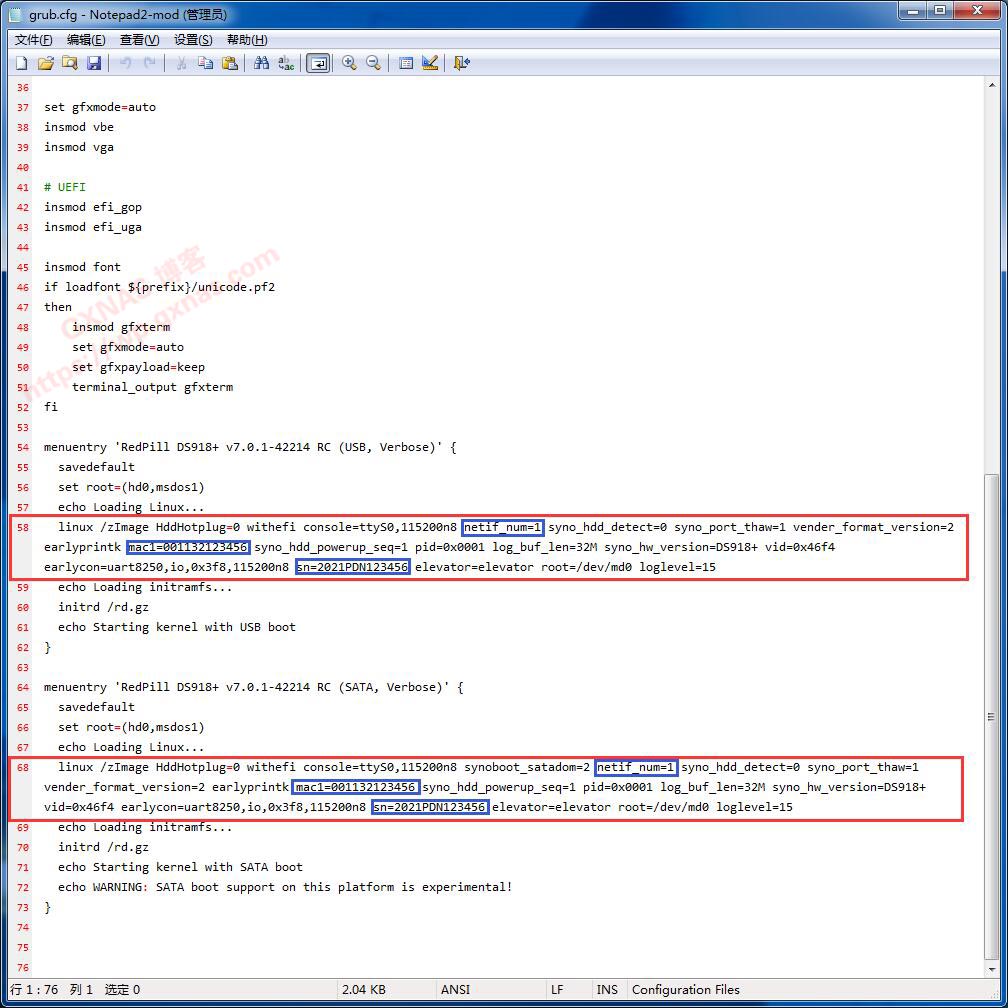 grub.cfg - Notepad2-mod (管理员)
文件(F) 编辑(E) 查看(V) 设置(S) 帮助(H)
36
37 set gfxmode=auto
38 insmod vbe
39 insmod vga
40
41 # UEFI
42 insmod efi_gop
43 insmod efi_uga
44
45 insmod font
46 if loadfont ${prefix}/unicode.pf2
47 then
48 insmod gfxterm
49 set gfxmode=auto
50 set gfxpayload=keep
51 terminal_output gfxterm
52 fi
53
54 menuentry 'RedPill DS918+ v7.0.1-42214 RC (USB, Verbose)' {
55 savedefault
56 set root=(hd0,msdos1)
57 echo Loading Linux...
58 linux /zImage HddHotplug=0 withefi console=ttyS0,115200n8 netif_num=1 syno_hdd_detect=0 syno_port_thaw=1 vender_format_version=2
earlyprintk mac1=001132123456 syno_hdd_powerup_seq=1 pid=0x0001 log_buf_len=32M syno_hw_version=DS918+ vid=0x46f4
earlycon=uart8250,io,0x3f8,115200n8 sn=2021PDN123456 elevator=elevator root=/dev/md0 loglevel=15
59 echo Loading initramfs...
60 initrd /rd.gz
61 echo Starting kernel with USB boot
62 }
63
64 menuentry 'RedPill DS918+ v7.0.1-42214 RC (SATA, Verbose)' {
65 savedefault
66 set root=(hd0,msdos1)
67 echo Loading Linux...
68 linux /zImage HddHotplug=0 withefi console=ttyS0,115200n8 synoboot_satadom=2 netif_num=1 syno_hdd_detect=0 syno_port_thaw=1
vender_format_version=2 earlyprintk mac1=001132123456 syno_hdd_powerup_seq=1 pid=0x0001 log_buf_len=32M syno_hw_version=DS918+
vid=0x46f4 earlycon=uart8250,io,0x3f8,115200n8 sn=2021PDN123456 elevator=elevator root=/dev/md0 loglevel=15
69 echo Loading initramfs...
70 initrd /rd.gz
71 echo Starting kernel with SATA boot
72 echo WARNING: SATA boot support on this platform is experimental!
73 }
74
75
76
QXNAS 博客
行 1 : 76 列 1 选定 0 2.04 KB ANSI LF INS Configuration Files